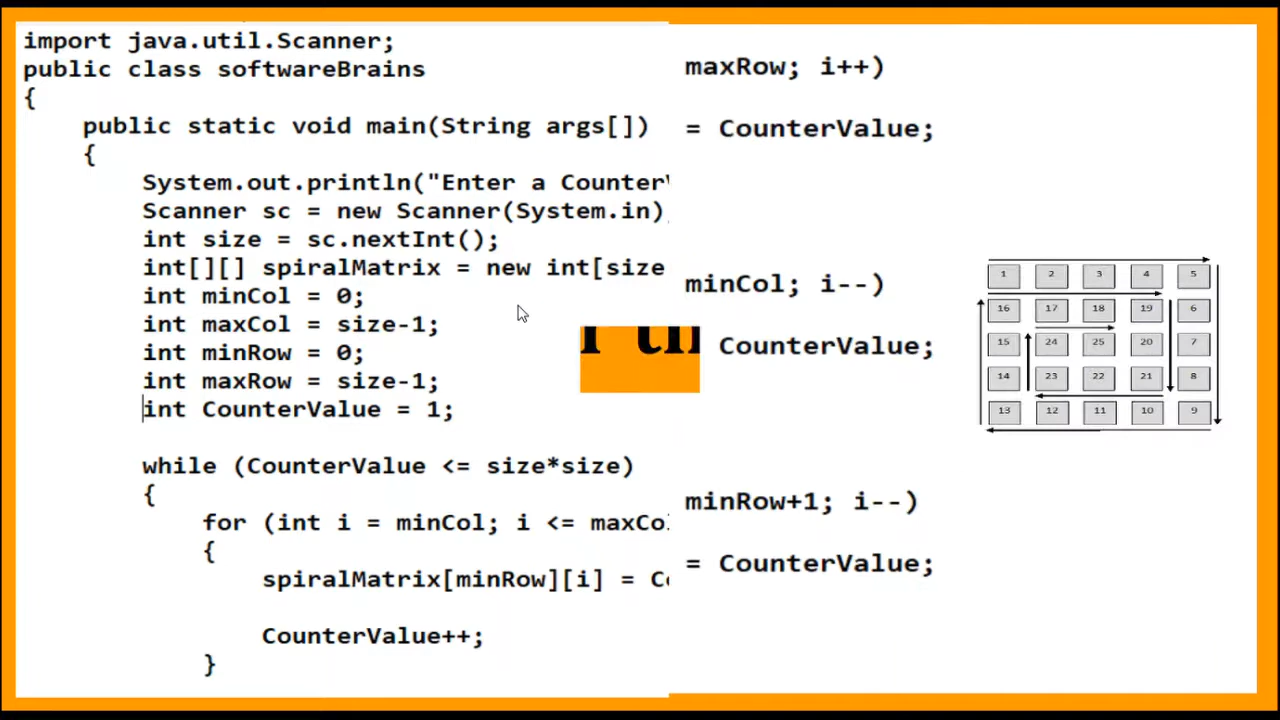 import java.util.Scanner;
public class softwareBrains
{
public static void main(String args[])
{
System.out.println("Enter a Counter
Scanner sc = new Scanner(System.in)
int size = sc.nextInt();
int[][] spiralMatrix = new int[size
int minCol = 0;
int maxCol = size-1;
int minRow = 0;
int maxRow = size-1;
int CounterValue = 1;
while (CounterValue <= size*size)
{
for (int i = minCol; i <= maxCol
{
spiralMatrix[minRow][i] = Co
CounterValue++;
}
maxRow; i++)
= CounterValue;
minCol; i--)
CounterValue;
minRow+1; i--)
= CounterValue;
1 2 3 4 5
16 17 18 19 6
15 24 25 20 7
14 23 22 21 8
13 12 11 10 9